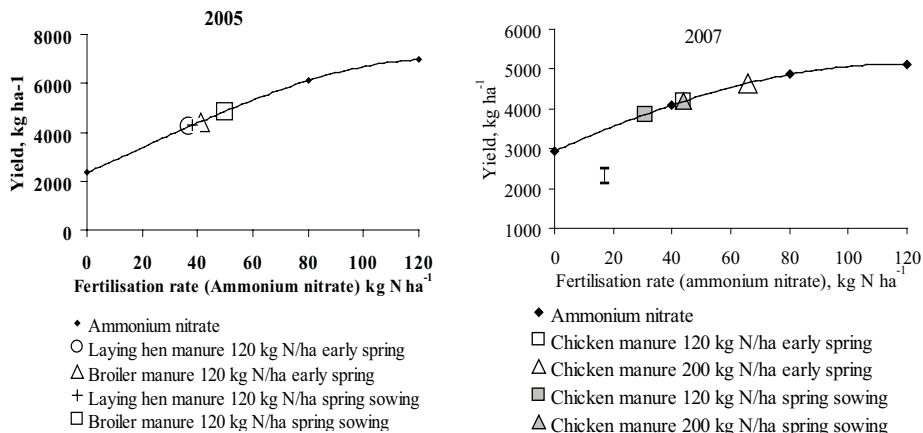 2005
Yield, kg ha-1
8000
6000
4000
2000
0
0 20 40 60 80 100 120
Fertilisation rate (Ammonium nitrate) kg N ha⁻¹
Ammonium nitrate
Laying hen manure 120 kg N/ha early spring
Broiler manure 120 kg N/ha early spring
Laying hen manure 120 kg N/ha spring sowing
Broiler manure 120 kg N/ha spring sowing
2007
Yield, kg ha⁻¹
6000
5000
4000
3000
2000
1000
0 20 40 60 80 100 120
Fertilisation rate (ammonium nitrate), kg N ha⁻¹
Ammonium nitrate
Chicken manure 120 kg N/ha early spring
Chicken manure 200 kg N/ha early spring
Chicken manure 120 kg N/ha spring sowing
Chicken manure 200 kg N/ha spring sowing